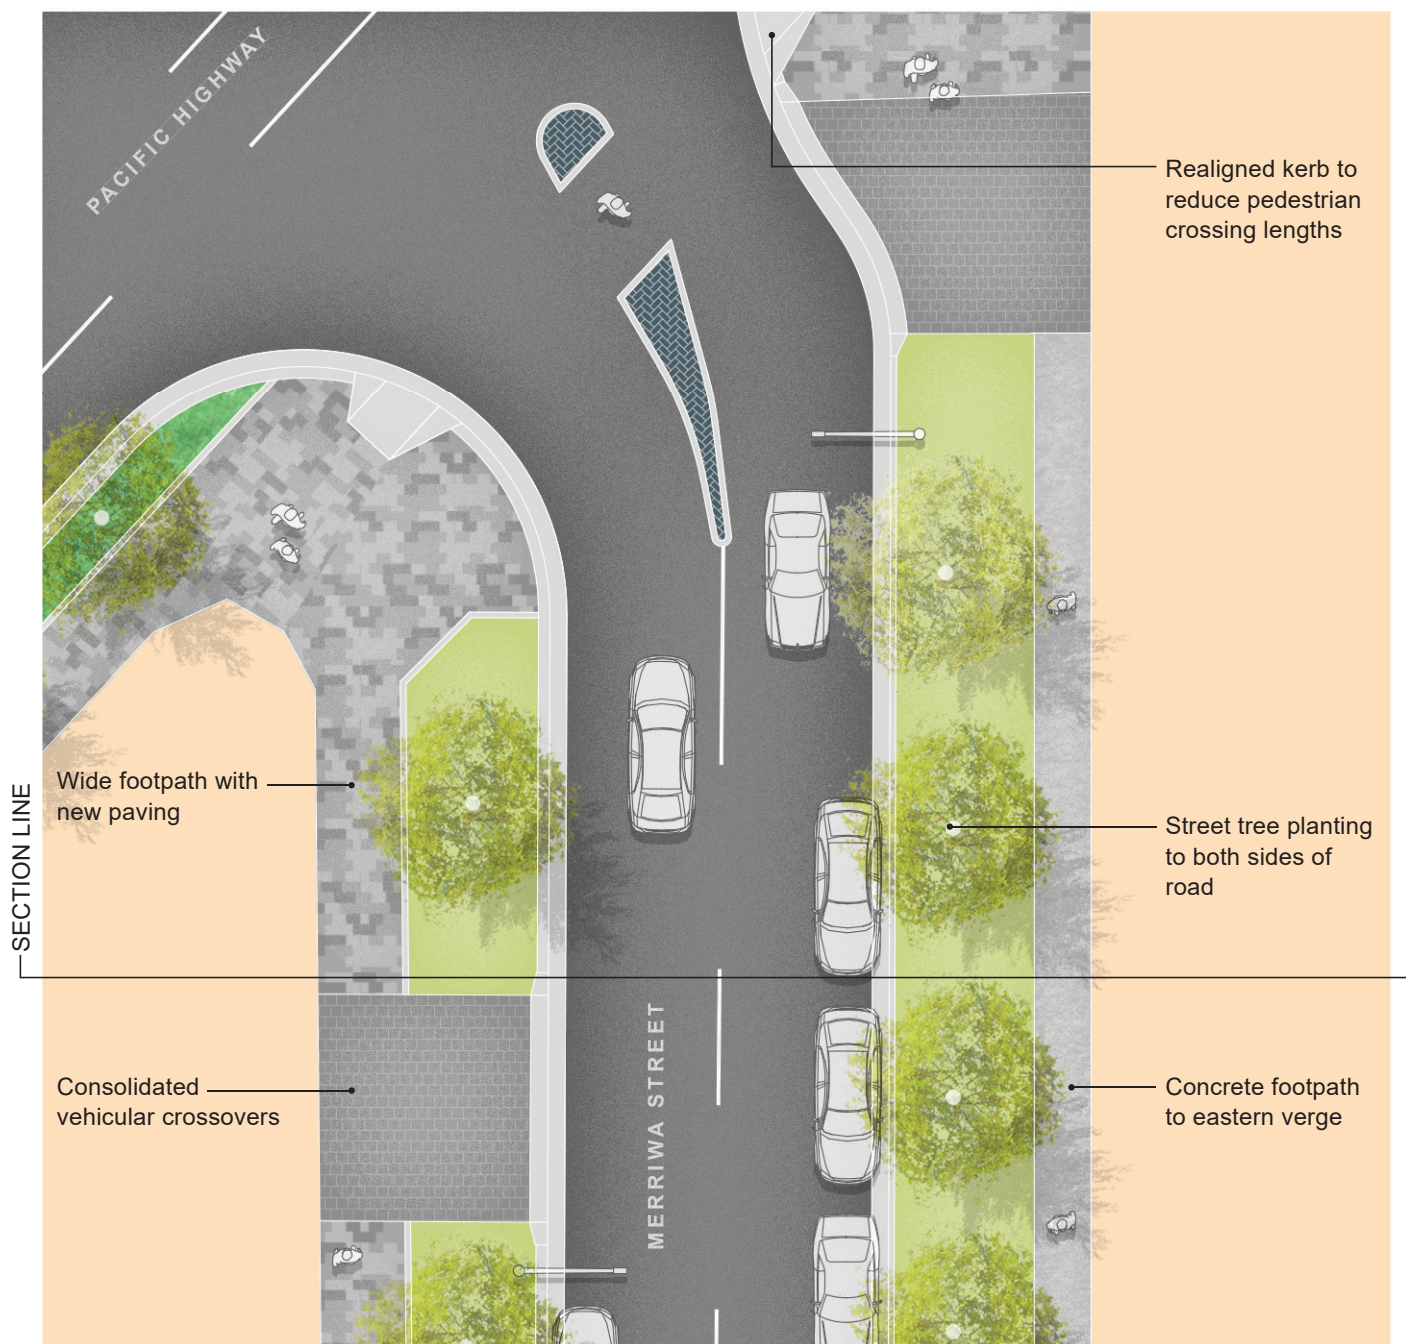 PACIFIC HIGHWAY
Realigned kerb to
reduce pedestrian
crossing lengths
Wide footpath with
new paving
Street tree planting
to both sides of
road
SECTION LINE
Consolidated
vehicular crossovers
MERRIWA STREET
Concrete footpath
to eastern verge